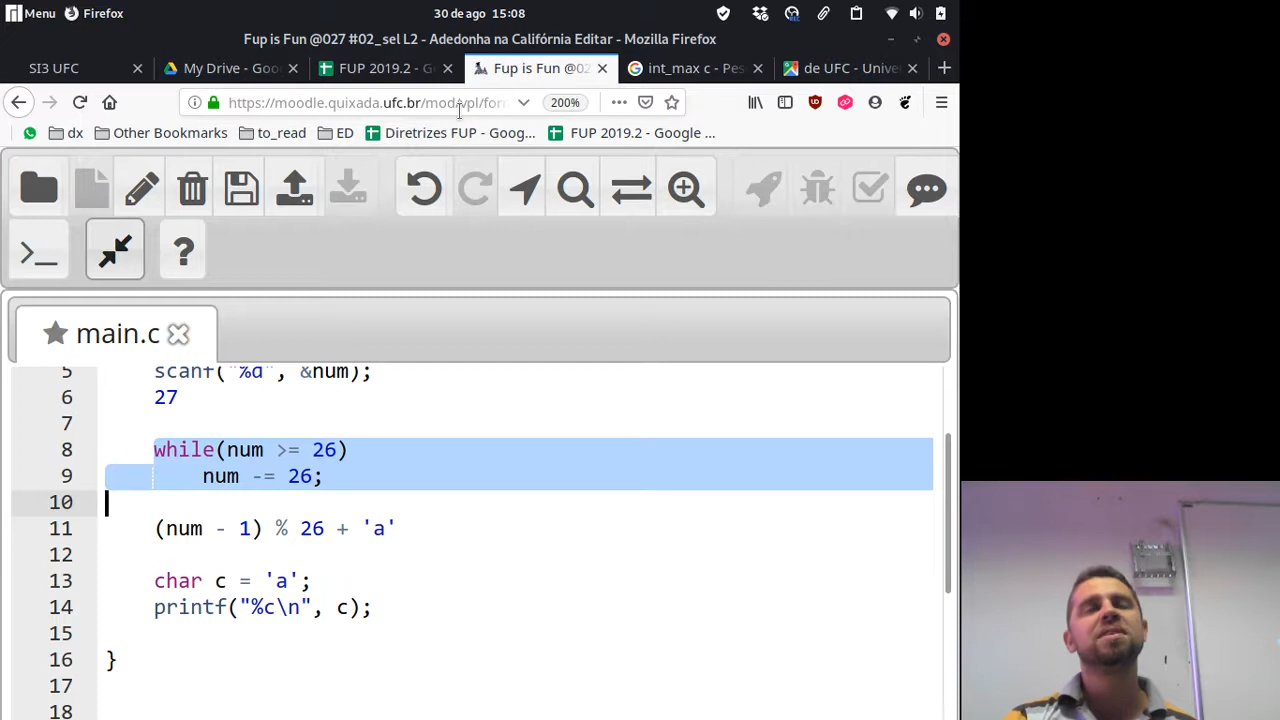 Menu Firefox 30 de ago 15:08
Fup is Fun @027 #02_sel L2 - Adedonha na Califórnia Editar - Mozilla Firefox
SI3 UFC My Drive - Goo FUP 2019.2 - G Fup is Fun @02 int_max c - Pes de UFC - Unive
https://moodle.quixada.ufc.br/mod/vpl/for 200%
dx Other Bookmarks to_read ED Diretrizes FUP - Goog... FUP 2019.2 - Google ...
>_ ?
main.c
5 scanf("%d", &num);
6 27
7
8 while(num >= 26)
9 num -= 26;
10
11 (num - 1) % 26 + 'a'
12
13 char c = 'a';
14 printf("%c\n", c);
15
16 }
17
18